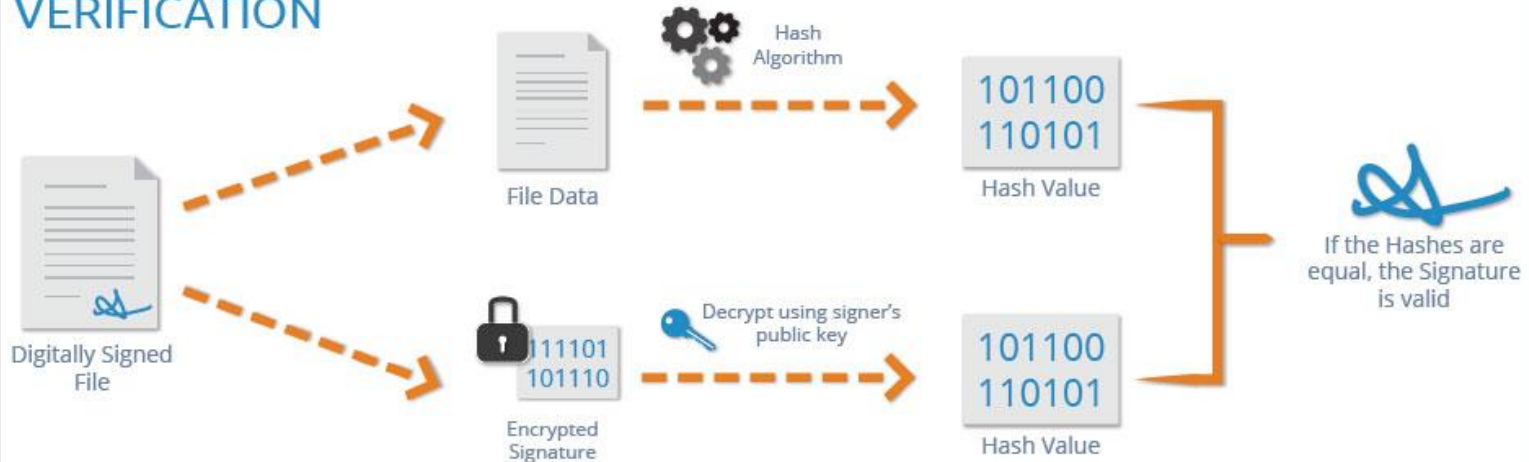 VERIFICATION
Hash
Algorithm
101100
110101
Hash Value
File Data
Digitally Signed
File
111101
101110
Encrypted
Signature
Decrypt using signer's
public key
101100
110101
Hash Value
If the Hashes are
equal, the Signature
is valid